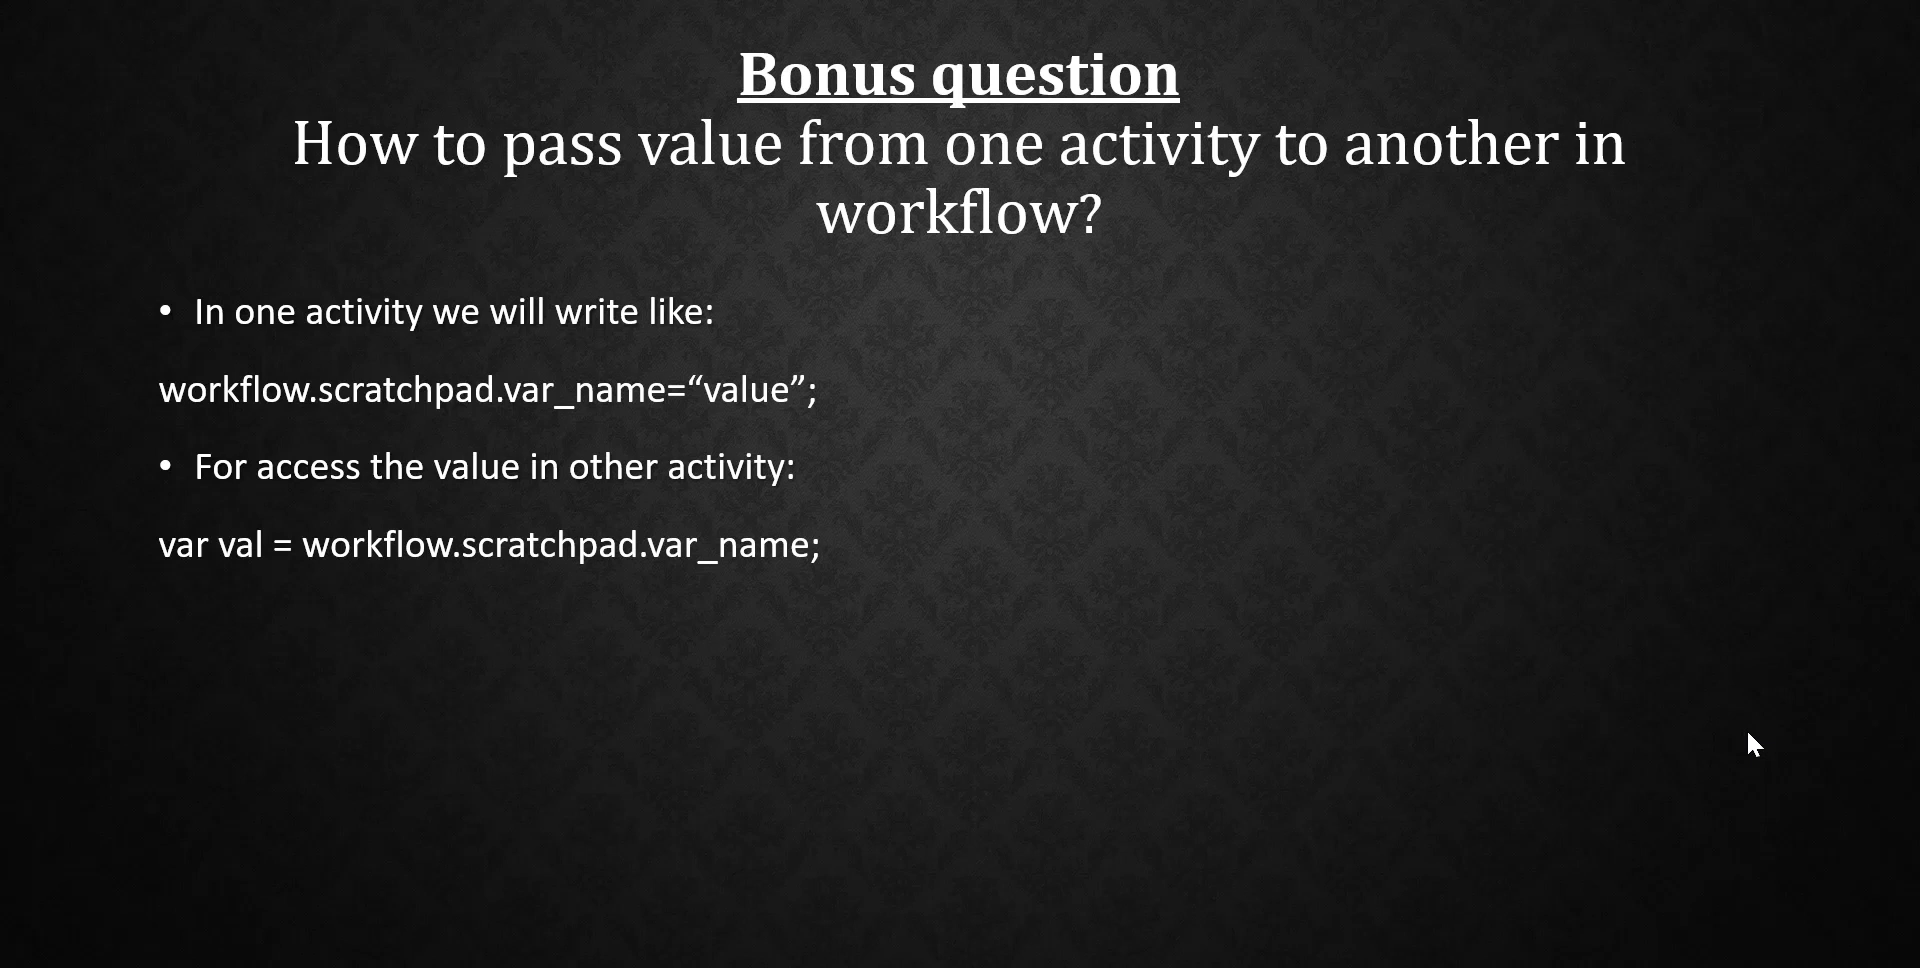 Bonus question
How to pass value from one activity to another in
workflow?
• In one activity we will write like:
workflow.scratchpad.var_name=“value”;
• For access the value in other activity:
var val = workflow.scratchpad.var_name;